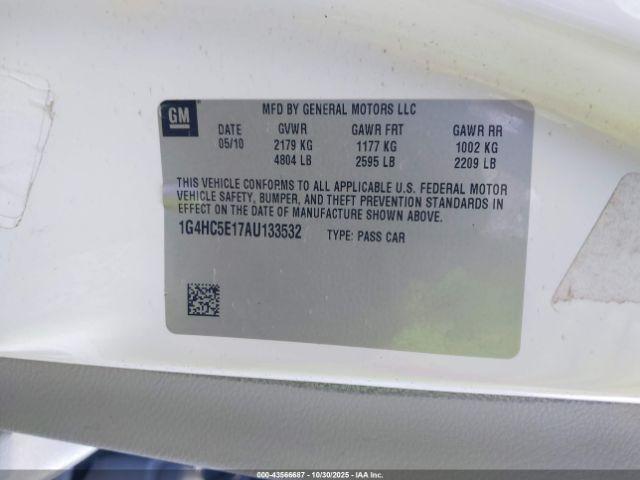 GM
MFD BY GENERAL MOTORS LLC
DATE GVWR GAWR FRT GAWR RR
05/10 2179 KG 1177 KG 1002 KG
4804 LB 2595 LB 2209 LB
THIS VEHICLE CONFORMS TO ALL APPLICABLE U.S. FEDERAL MOTOR
VEHICLE SAFETY, BUMPER, AND THEFT PREVENTION STANDARDS IN
EFFECT ON THE DATE OF MANUFACTURE SHOWN ABOVE.
1G4HC5E17AU133532 TYPE: PASS CAR
© 43566687 - 10/30/2025 - © IAA Inc.